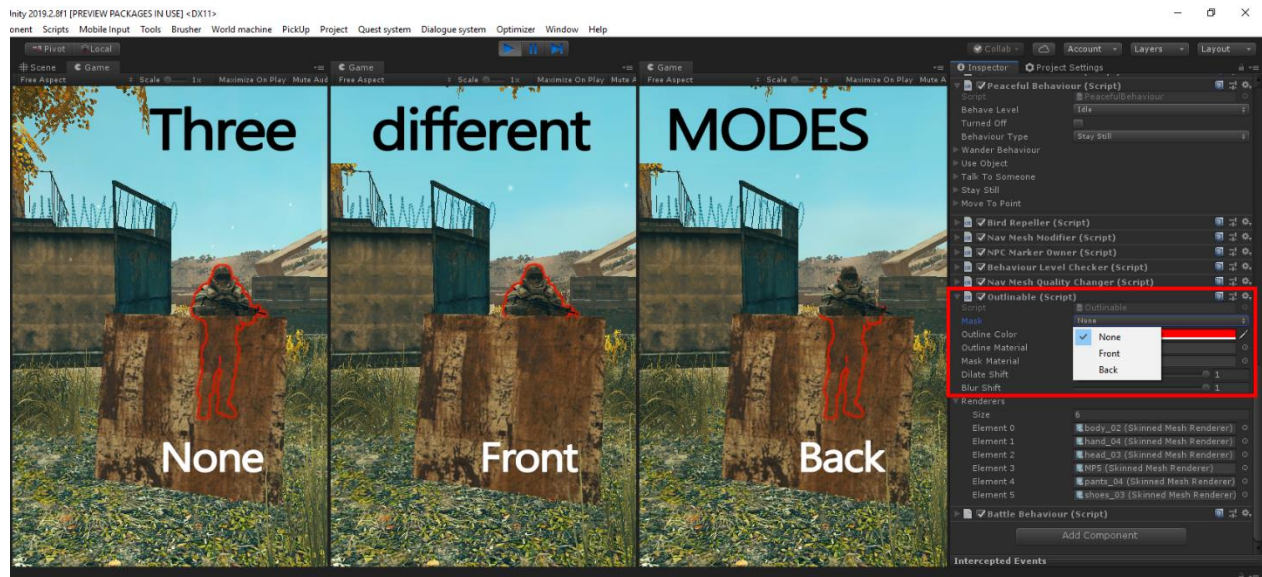 Inity 2019.2.8f1 [PREVIEW PACKAGES IN USE] <DX11>
onent Scripts Mobile Input Tools Brusher World machine PickUp Project Quest system Dialogue system Optimizer Window Help
Pivot Local
Collab Account Layers Layout
Scene Game Game Game
Inspector Project Settings
Free Aspect Scale 1x Maximize On Play Mute Aud
Free Aspect Scale 1x Maximize On Play Mute A
Free Aspect Scale 1x Maximize On Play Mute A
Three different MODES
None
Front
Back
Peaceful Behaviour (Script)
Script PeacefulBehaviour
Behave Level Idle
Turned Off
Behaviour Type Stay Still
Wander Behaviour
Use Object
Talk To Someone
Stay Still
Move To Point
Bird Repeller (Script)
Nav Mesh Modifier (Script)
NPC Marker Owner (Script)
Behaviour Level Checker (Script)
Nav Mesh Quality Changer (Script)
Outlinable (Script)
Script Outlinable
Mask None
Outline Color
None
Outline Material
Front
Mask Material
Back
Dilate Shift 1
Blur Shift 1
Renderers
Size 6
Element 0 body_02 (Skinned Mesh Renderer)
Element 1 hand_04 (Skinned Mesh Renderer)
Element 2 head_03 (Skinned Mesh Renderer)
Element 3 MP5 (Skinned Mesh Renderer)
Element 4 pants_04 (Skinned Mesh Renderer)
Element 5 shoes_03 (Skinned Mesh Renderer)
Battle Behaviour (Script)
Add Component
Intercepted Events